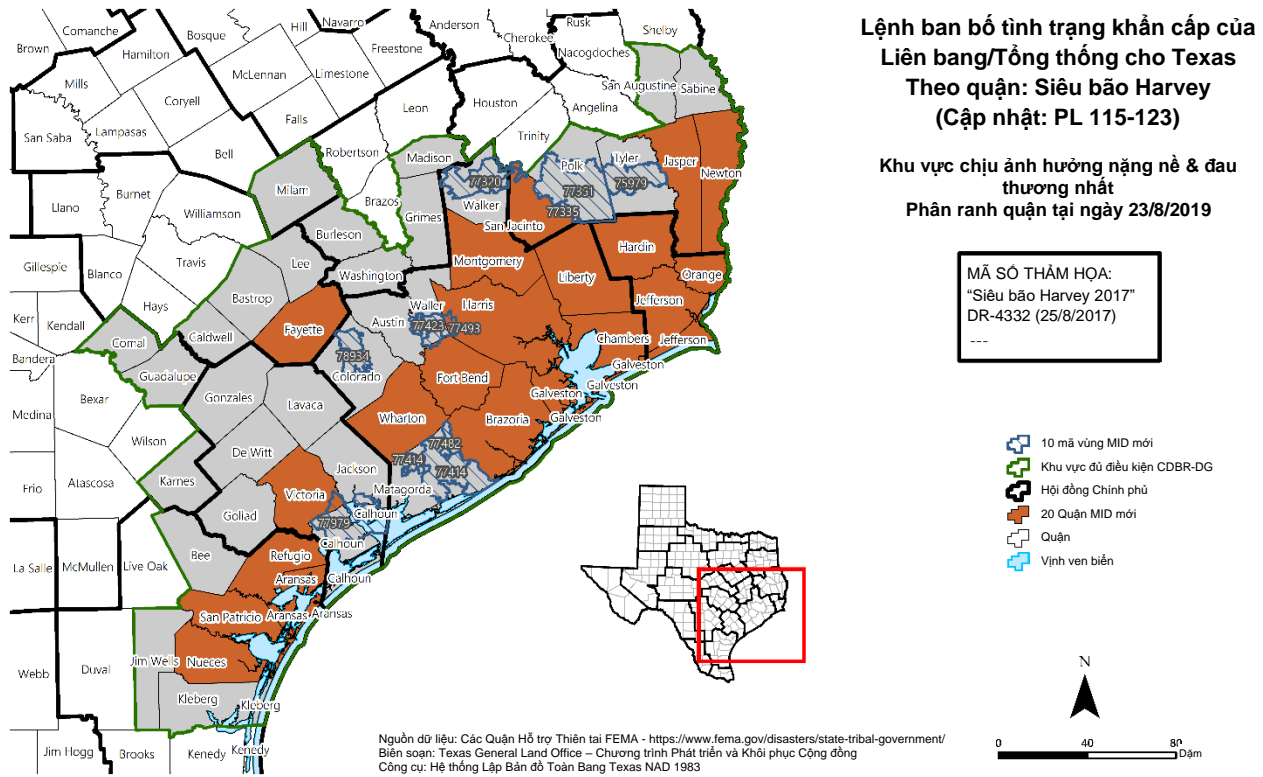 Lệnh ban bố tình trạng khẩn cấp của
Liên bang/Tổng thống cho Texas
Theo quận: Siêu bão Harvey
(Cập nhật: PL 115-123)
Khu vực chịu ảnh hưởng nặng nề & đau
thương nhất
Phân ranh quận tại ngày 23/8/2019
MÃ SỐ THẢM HỌA:
“Siêu bão Harvey 2017”
DR-4332 (25/8/2017)
---
10 mã vùng MID mới
Khu vực đủ điều kiện CDBR-DG
Hội đồng Chính phủ
20 Quận MID mới
Quận
Vịnh ven biển
N
0 40 80
Dặm
Comanche
Brown
Hamilton
Bosque
Hill
Navarro
Anderson
Cherokee
Rusk
Nacogdoches
Shelby
Mills
McLennan
Limestone
Freestone
Coryell
Falls
Leon
Houston
Angelina
San Augustine
Sabine
San Saba
Lampasas
Bell
Robertson
Madison
Trinity
Polk
Tyler
Jasper
Newton
Burnet
Milam
77320
77351
75979
Llano
Williamson
Brazos
Grimes
Walker
77335
San Jacinto
Burleson
Hardin
Travis
Lee
Washington
Montgomery
Liberty
Gillespie
Blanco
Orange
Hays
Bastrop
Waller
Harris
Jefferson
Kerr
Kendall
Caldwell
Fayette
Austin
77423
77493
Chambers
Jefferson
Bandera
Comal
78934
Colorado
Galveston
Guadalupe
Fort Bend
Galveston
Galveston
Medina
Bexar
Gonzales
Lavaca
Wharton
Brazoria
Galveston
Wilson
De Witt
77482
77414
77414
Frio
Atascosa
Karnes
Jackson
Matagorda
Victoria
Goliad
Calhoun
77979
Calhoun
Bee
Refugio
La Salle
McMullen
Live Oak
Aransas
Calhoun
San Patricio
Aransas
Aransas
Jim Wells
Nueces
Webb
Duval
Kleberg
Kleberg
Jim Hogg
Brooks
Kenedy
Kenedy
Nguồn dữ liệu: Các Quận Hỗ trợ Thiên tai FEMA - https://www.fema.gov/disasters/state-tribal-government/
Biên soạn: Texas General Land Office – Chương trình Phát triển và Khôi phục Cộng đồng
Công cụ: Hệ thống Lập Bản đồ Toàn Bang Texas NAD 1983